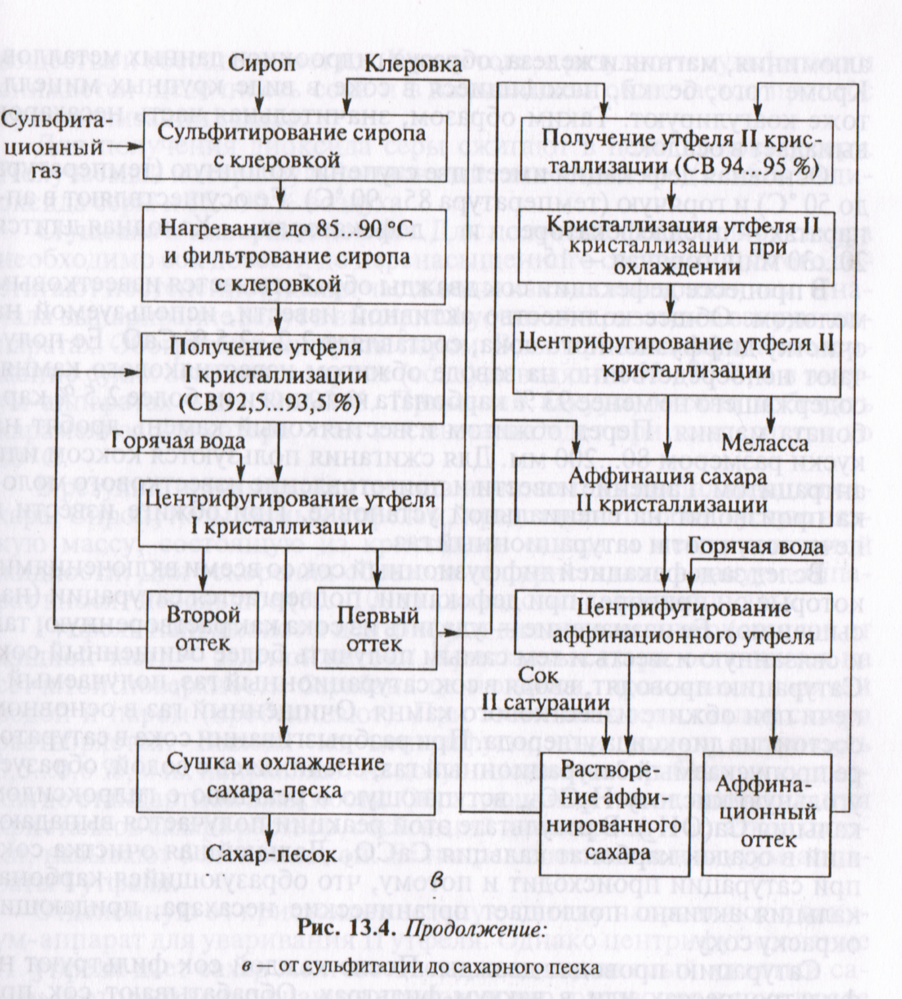 Сироп
Клеровка
Сульфита-
ционный
газ
Сульфитирование сиропа
с клеровкой
Нагревание до 85...90 °С
и фильтрование сиропа
с клеровкой
Получение утфеля
I кристаллизации
(СВ 92,5...93,5 %)
Горячая вода
Центрифугирование утфеля
I кристаллизации
Второй
оттек
Первый
оттек
Сушка и охлаждение
сахара-песка
Сахар-песок
Получение утфеля II крис-
таллизации (СВ 94...95 %)
Кристаллизация утфеля II
кристаллизации при
охлаждении
Центрифугирование утфеля II
кристаллизации
Меласса
Аффинация сахара
II кристаллизации
Горячая вода
Центрифугирование
аффинационного утфеля
Сок
II сатурации
Растворе-
ние аффи-
нированного
сахара
Аффина-
ционный
оттек
в
Рис. 13.4. Продолжение:
в — от сульфитации до сахарного песка